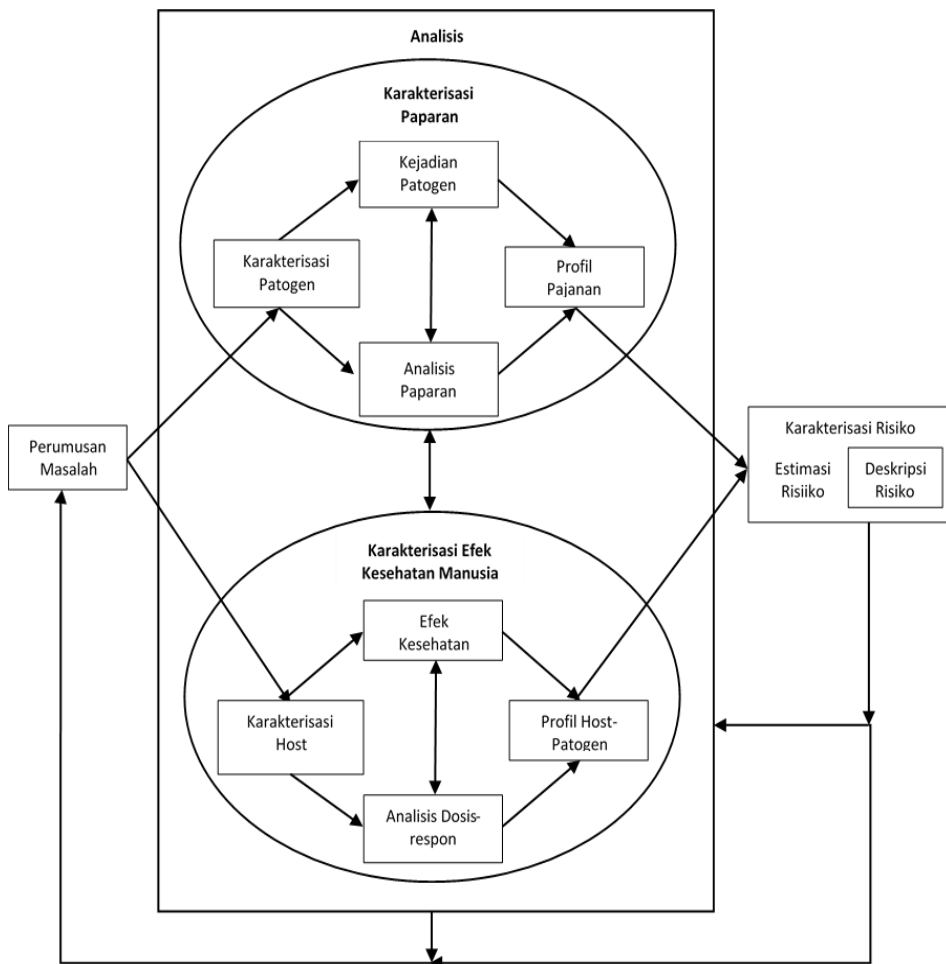 Analisis
Karakterisasi
Paparan
Kejadian
Patogen
Karakterisasi
Patogen
Profil
Pajanan
Analisis
Paparan
Perumusan
Masalah
Karakterisasi Risiko
Estimasi
Risiiko
Deskripsi
Risiko
Karakterisasi Efek
Kesehatan Manusia
Efek
Kesehatan
Karakterisasi
Host
Profil Host-
Patogen
Analisis Dosis-
respon